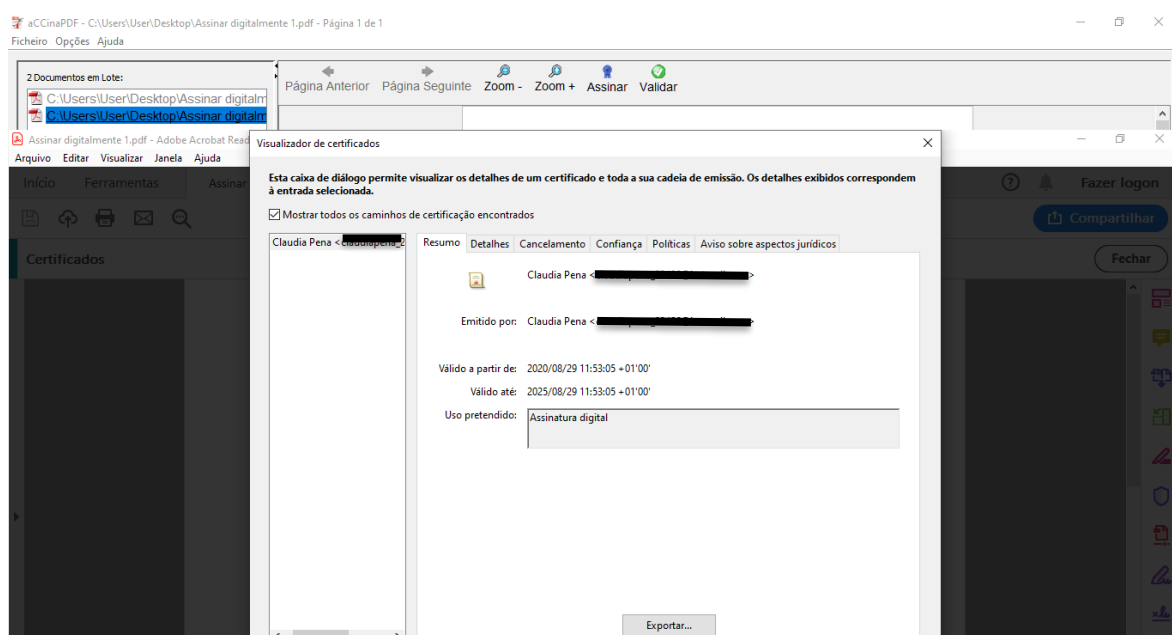 aCCinaPDF - C:\Users\User\Desktop\Assinar digitalmente 1.pdf - Página 1 de 1
Ficheiro Opções Ajuda
2 Documentos em Lote:
Página Anterior Página Seguinte Zoom - Zoom + Assinar Validar
C:\Users\User\Desktop\Assinar digitalm
C:\Users\User\Desktop\Assinar digitalm
Assinar digitalmente 1.pdf - Adobe Acrobat Read
Visualizador de certificados
Arquivo Editar Visualizar Janela Ajuda
Início Ferramentas Assinar
Fazer logon
Esta caixa de diálogo permite visualizar os detalhes de um certificado e toda a sua cadeia de emissão. Os detalhes exibidos correspondem
à entrada selecionada.
Mostrar todos os caminhos de certificação encontrados
Compartilhar
Claudia Pena <
Resumo Detalhes Cancelamento Confiança Políticas Aviso sobre aspectos jurídicos
Certificados
Fechar
Claudia Pena < >
Emitido por: Claudia Pena < >
Válido a partir de: 2020/08/29 11:53:05 +01'00'
Válido até: 2025/08/29 11:53:05 +01'00'
Uso pretendido: Assinatura digital
Exportar...